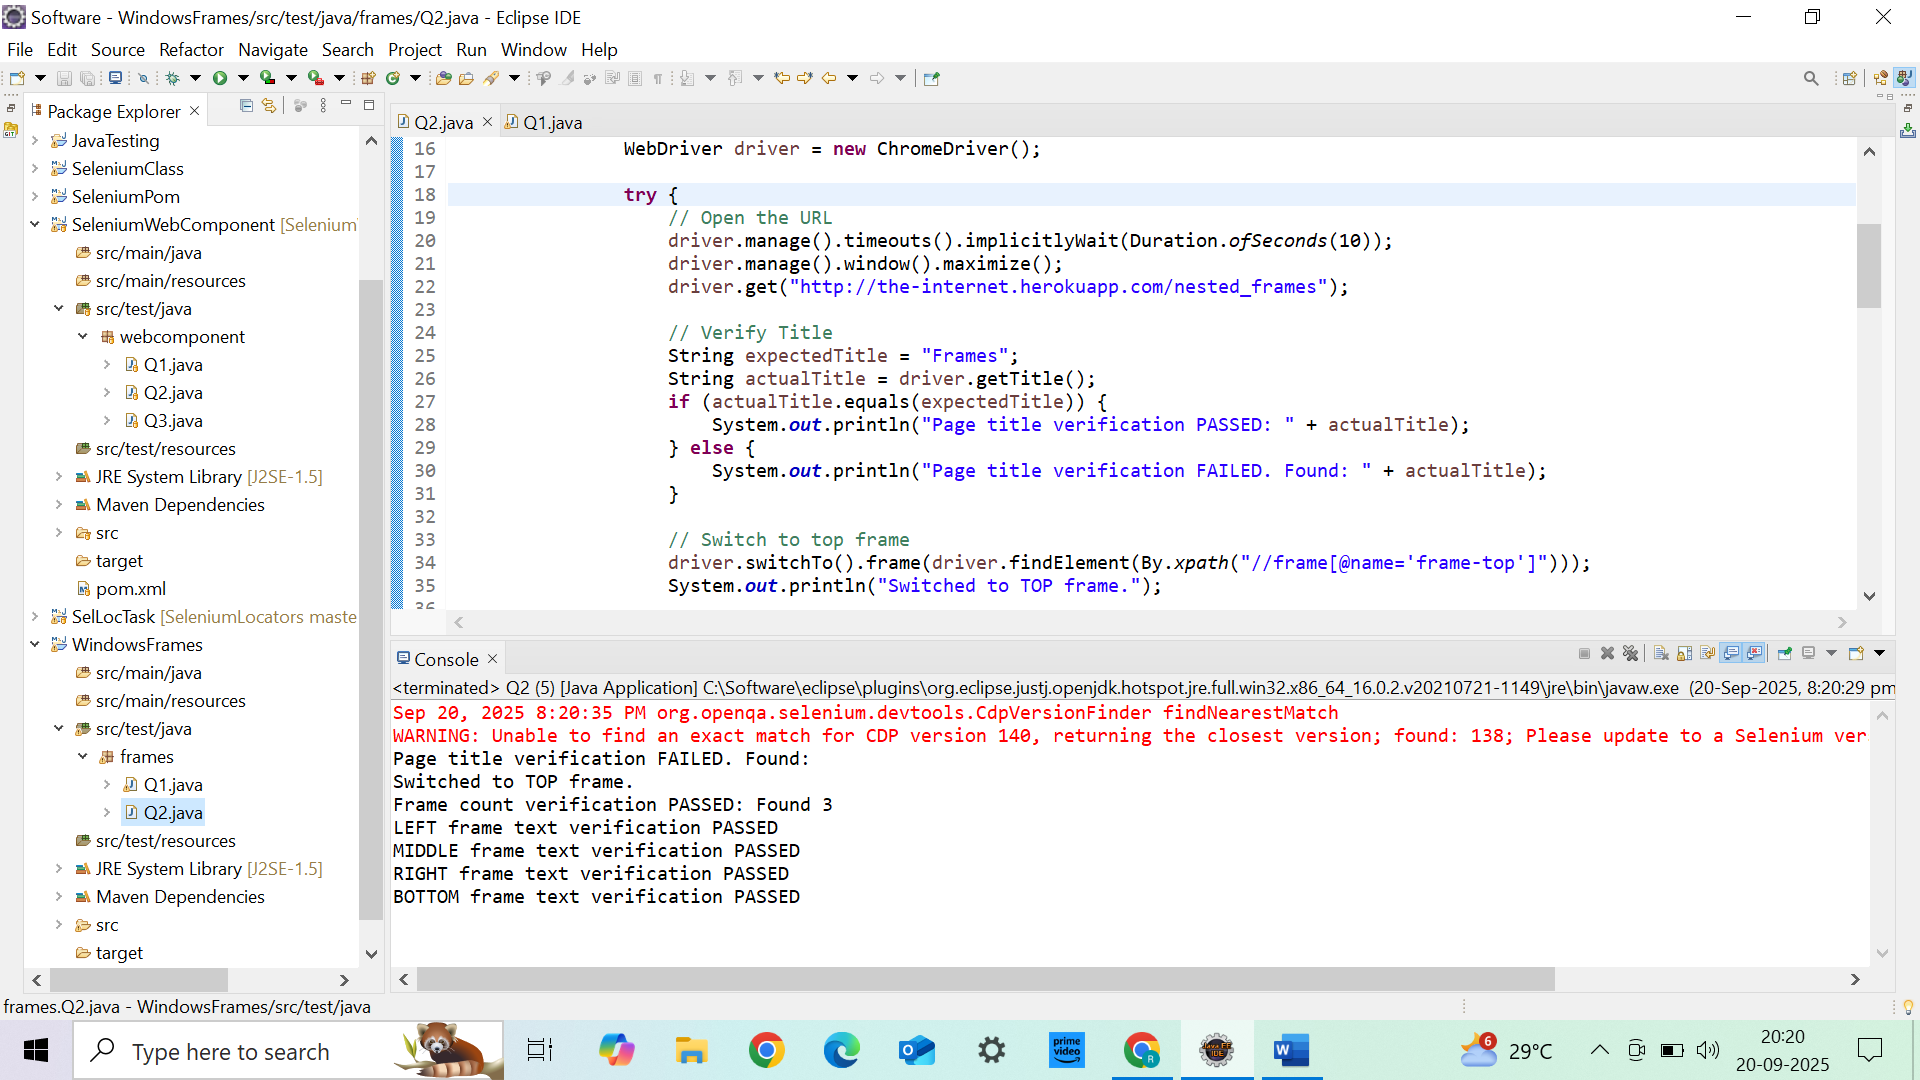 Software - WindowsFrames/src/test/java/frames/Q2.java - Eclipse IDE
File Edit Source Refactor Navigate Search Project Run Window Help
Package Explorer
JavaTesting
SeleniumClass
SeleniumPom
SeleniumWebComponent [Selenium
src/main/java
src/main/resources
src/test/java
webcomponent
Q1.java
Q2.java
Q3.java
src/test/resources
JRE System Library [J2SE-1.5]
Maven Dependencies
src
target
pom.xml
SelLocTask [SeleniumLocators maste
WindowsFrames
src/main/java
src/main/resources
src/test/java
frames
Q1.java
Q2.java
src/test/resources
JRE System Library [J2SE-1.5]
Maven Dependencies
src
target
Q2.java Q1.java
16 WebDriver driver = new ChromeDriver();
17
18 try {
19 // Open the URL
20 driver.manage().timeouts().implicitlyWait(Duration.ofSeconds(10));
21 driver.manage().window().maximize();
22 driver.get("http://the-internet.herokuapp.com/nested_frames");
23
24 // Verify Title
25 String expectedTitle = "Frames";
26 String actualTitle = driver.getTitle();
27 if (actualTitle.equals(expectedTitle)) {
28 System.out.println("Page title verification PASSED: " + actualTitle);
29 } else {
30 System.out.println("Page title verification FAILED. Found: " + actualTitle);
31 }
32
33 // Switch to top frame
34 driver.switchTo().frame(driver.findElement(By.xpath("//frame[@name='frame-top']")));
35 System.out.println("Switched to TOP frame.");
36
Console
<terminated> Q2 (5) [Java Application] C:\Software\eclipse\plugins\org.eclipse.justj.openjdk.hotspot.jre.full.win32.x86_64_16.0.2.v20210721-1149\jre\bin\javaw.exe (20-Sep-2025, 8:20:29 pm
Sep 20, 2025 8:20:35 PM org.openqa.selenium.devtools.CdpVersionFinder findNearestMatch
WARNING: Unable to find an exact match for CDP version 140, returning the closest version; found: 138; Please update to a Selenium ver
Page title verification FAILED. Found:
Switched to TOP frame.
Frame count verification PASSED: Found 3
LEFT frame text verification PASSED
MIDDLE frame text verification PASSED
RIGHT frame text verification PASSED
BOTTOM frame text verification PASSED
frames.Q2.java - WindowsFrames/src/test/java
Type here to search
prime video
6
29°C
20:20
20-09-2025